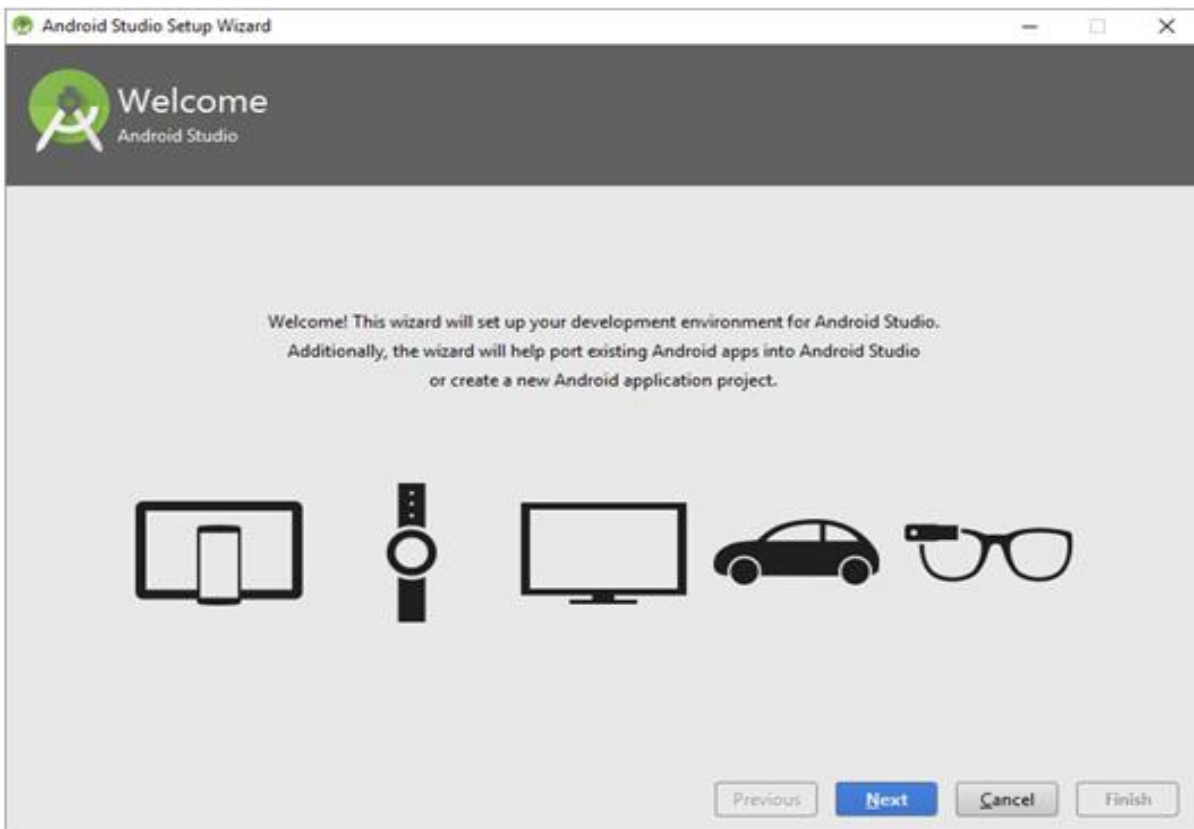 Android Studio Setup Wizard
Welcome
Android Studio
Welcome! This wizard will set up your development environment for Android Studio.
Additionally, the wizard will help port existing Android apps into Android Studio
or create a new Android application project.
Previous Next Cancel Finish